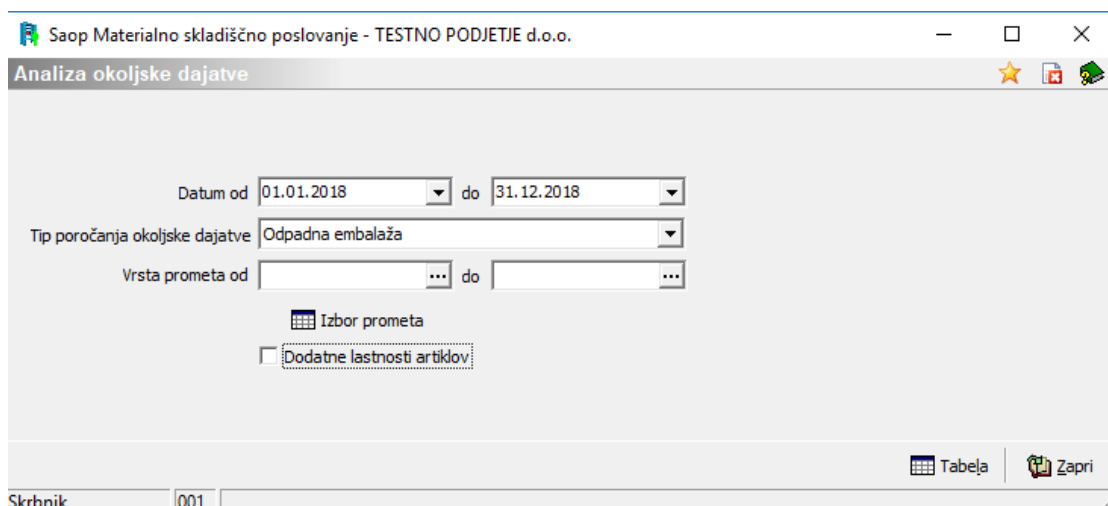 Saop Materialno skladiščno poslovanje - TESTNO PODJETJE d.o.o.
Analiza okoljske dajatve
Datum od 01.01.2018 do 31.12.2018
Tip poročanja okoljske dajatve Odpadna embalaža
Vrsta prometa od ... do ...
Izbor prometa
Dodatne lastnosti artiklov
Tabela Zapri
Skrbnik 001